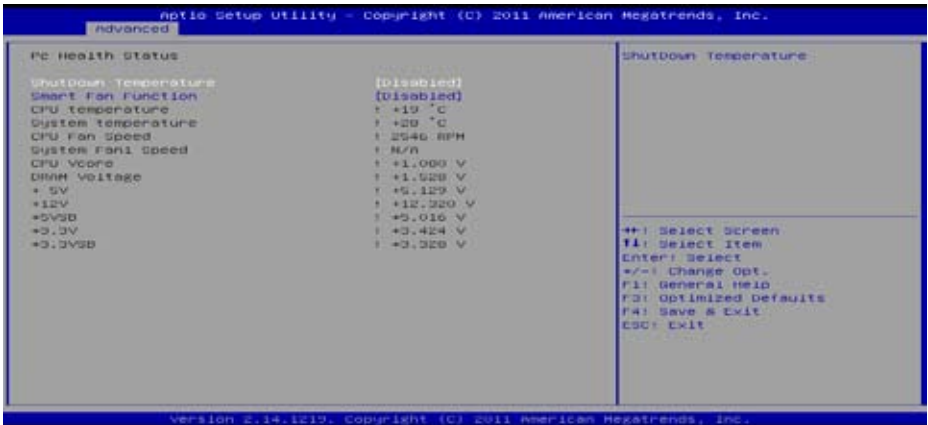 Aptio Setup Utility - Copyright (C) 2011 American Megatrends, Inc.
Advanced
Pc Health Status
ShutDown Temperature [Disabled]
Smart Fan Function [Disabled]
CPU temperature : +19 °C
System temperature : +28 °C
CPU Fan Speed : 2546 RPM
System Fan1 Speed : N/A
CPU Vcore : +1.080 V
DRAM Voltage : +1.528 V
+ 5V : +5.129 V
+12V : +12.320 V
+5VSB : +5.016 V
+3.3V : +3.424 V
+3.3VSB : +3.328 V
ShutDown Temperature
→←: Select Screen
↑↓: Select Item
Enter: Select
+/-: Change Opt.
F1: General Help
F3: Optimized Defaults
F4: Save & Exit
ESC: Exit
Version 2.14.1219. Copyright (C) 2011 American Megatrends, Inc.